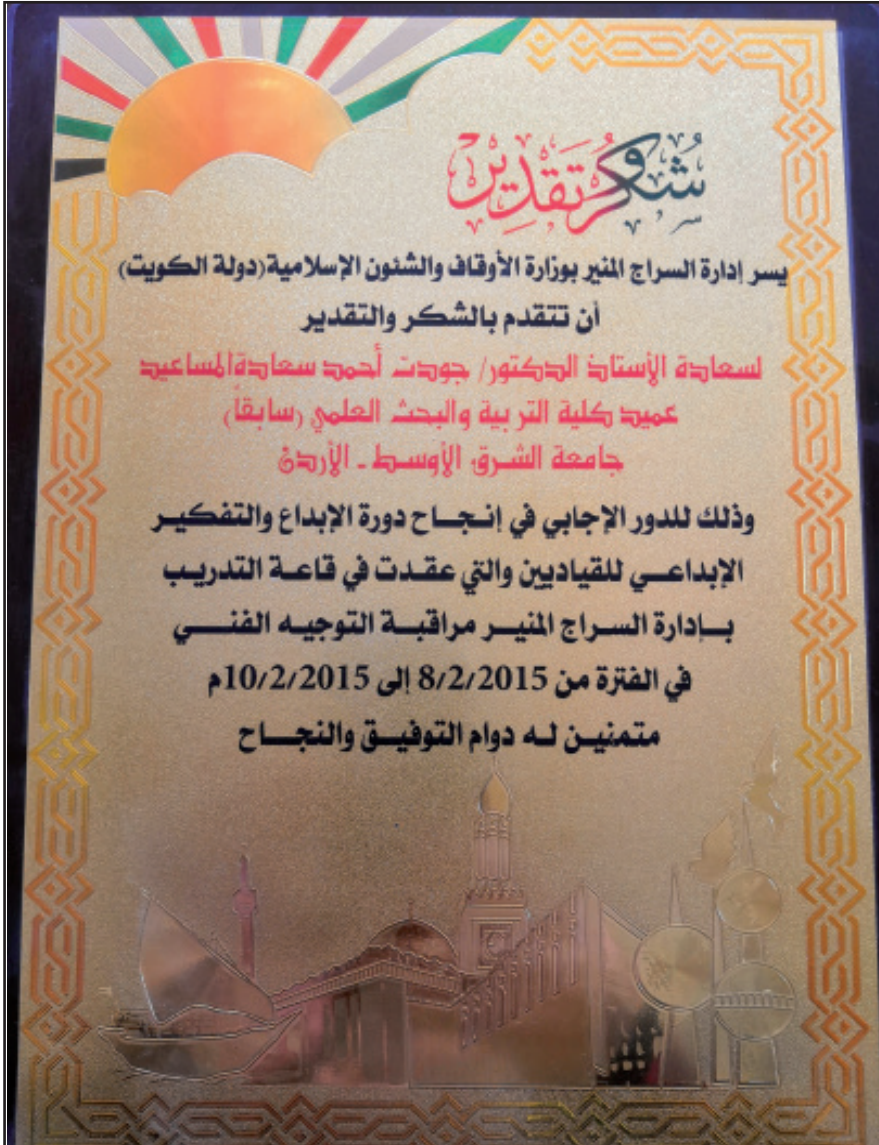 شكر وتقدير
يسر إدارة السراج المنير بوزارة الأوقاف والشئون الإسلامية (دولة الكويت)
أن تتقدم بالشكر والتقدير
لسعادة الأستاذ الدكتور/ جودت أحمد سعادة المساعيد
عميد كلية التربية والبحث العلمي (سابقاً)
جامعة الشرق الأوسط - الأردن
وذلك للدور الإجابي في إنجاح دورة الإبداع والتفكير
الإبداعي للقياديين والتي عقدت في قاعة التدريب
بإدارة السراج المنير مراقبة التوجيه الفني
في الفترة من 8/2/2015 إلى 10/2/2015م
متمنين له دوام التوفيق والنجاح